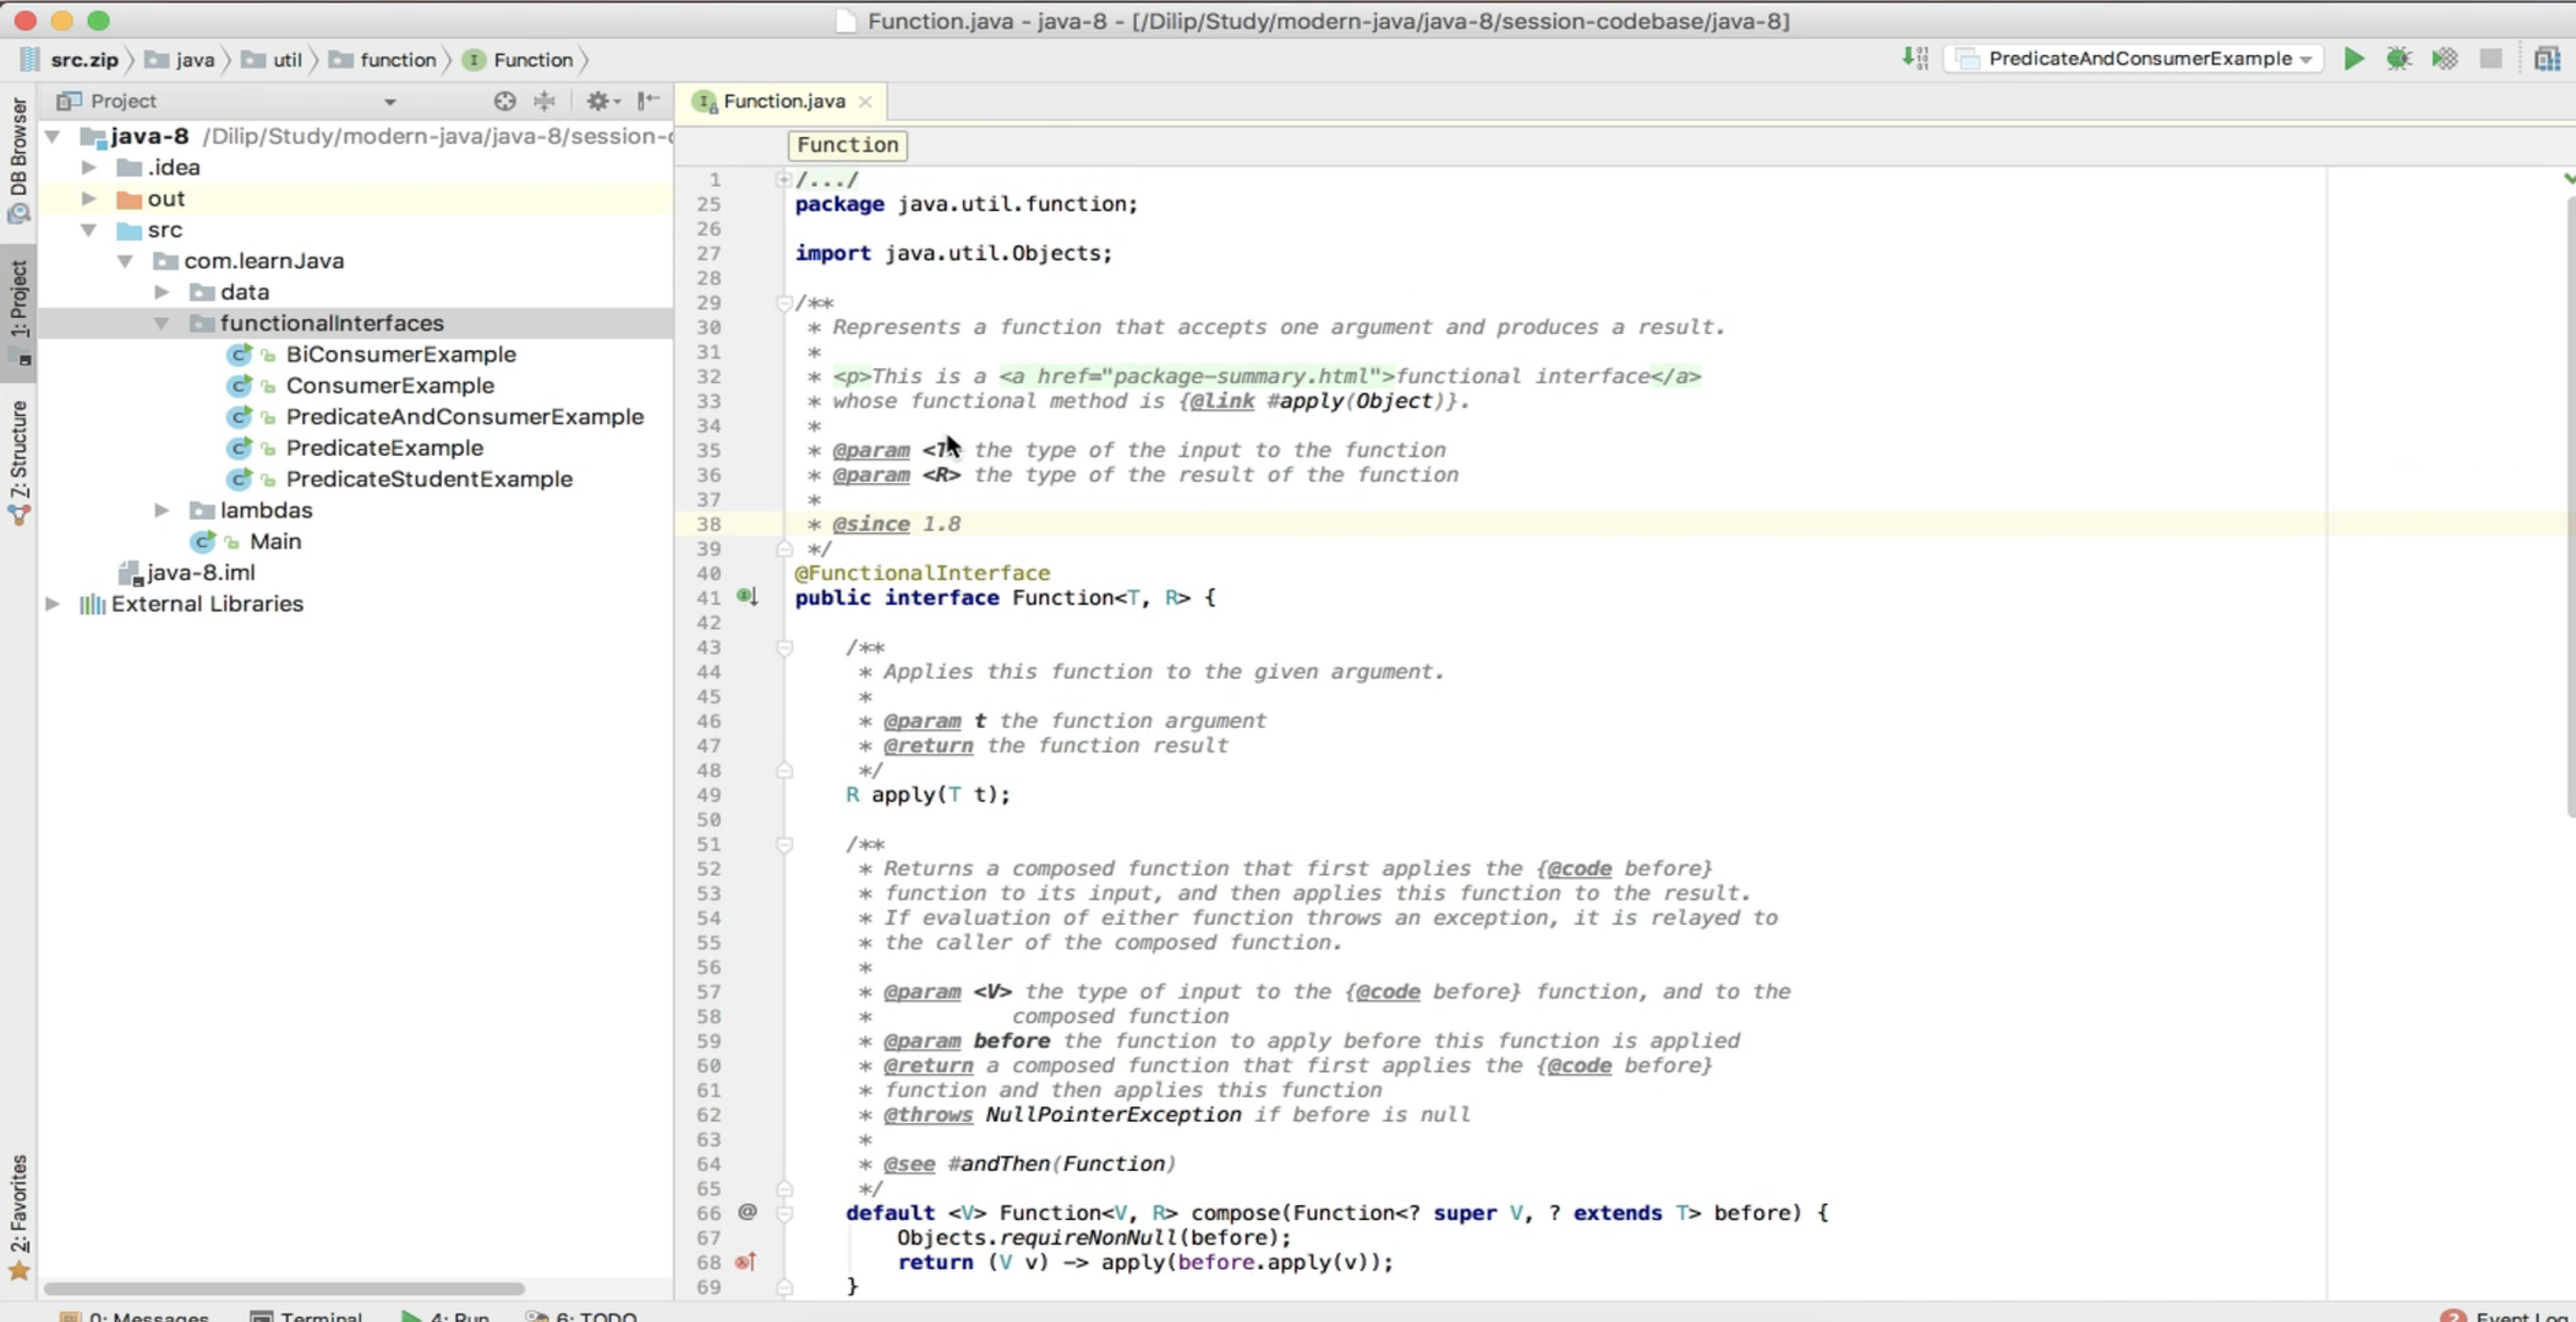 Function.java - java-8 - [/Dilip/Study/modern-java/java-8/session-codebase/java-8]
src.zip java util function Function
PredicateAndConsumerExample
Project
Function.java
DB Browser
1: Project
7: Structure
2: Favorites
java-8 /Dilip/Study/modern-java/java-8/session-
.idea
out
src
com.learnJava
data
functionalInterfaces
BiConsumerExample
ConsumerExample
PredicateAndConsumerExample
PredicateExample
PredicateStudentExample
lambdas
Main
java-8.iml
External Libraries
Function
1 /.../
25 package java.util.function;
26
27 import java.util.Objects;
28
29 /**
30 * Represents a function that accepts one argument and produces a result.
31 *
32 * <p>This is a <a href="package-summary.html">functional interface</a>
33 * whose functional method is {@link #apply(Object)}.
34 *
35 * @param <T> the type of the input to the function
36 * @param <R> the type of the result of the function
37 *
38 * @since 1.8
39 */
40 @FunctionalInterface
41 public interface Function<T, R> {
42
43 /**
44 * Applies this function to the given argument.
45 *
46 * @param t the function argument
47 * @return the function result
48 */
49 R apply(T t);
50
51 /**
52 * Returns a composed function that first applies the {@code before}
53 * function to its input, and then applies this function to the result.
54 * If evaluation of either function throws an exception, it is relayed to
55 * the caller of the composed function.
56 *
57 * @param <V> the type of input to the {@code before} function, and to the
58 * composed function
59 * @param before the function to apply before this function is applied
60 * @return a composed function that first applies the {@code before}
61 * function and then applies this function
62 * @throws NullPointerException if before is null
63 *
64 * @see #andThen(Function)
65 */
66 default <V> Function<V, R> compose(Function<? super V, ? extends T> before) {
67 Objects.requireNonNull(before);
68 return (V v) -> apply(before.apply(v));
69 }
0: Messages Terminal 4: Run 6: TODO
2 Event Log